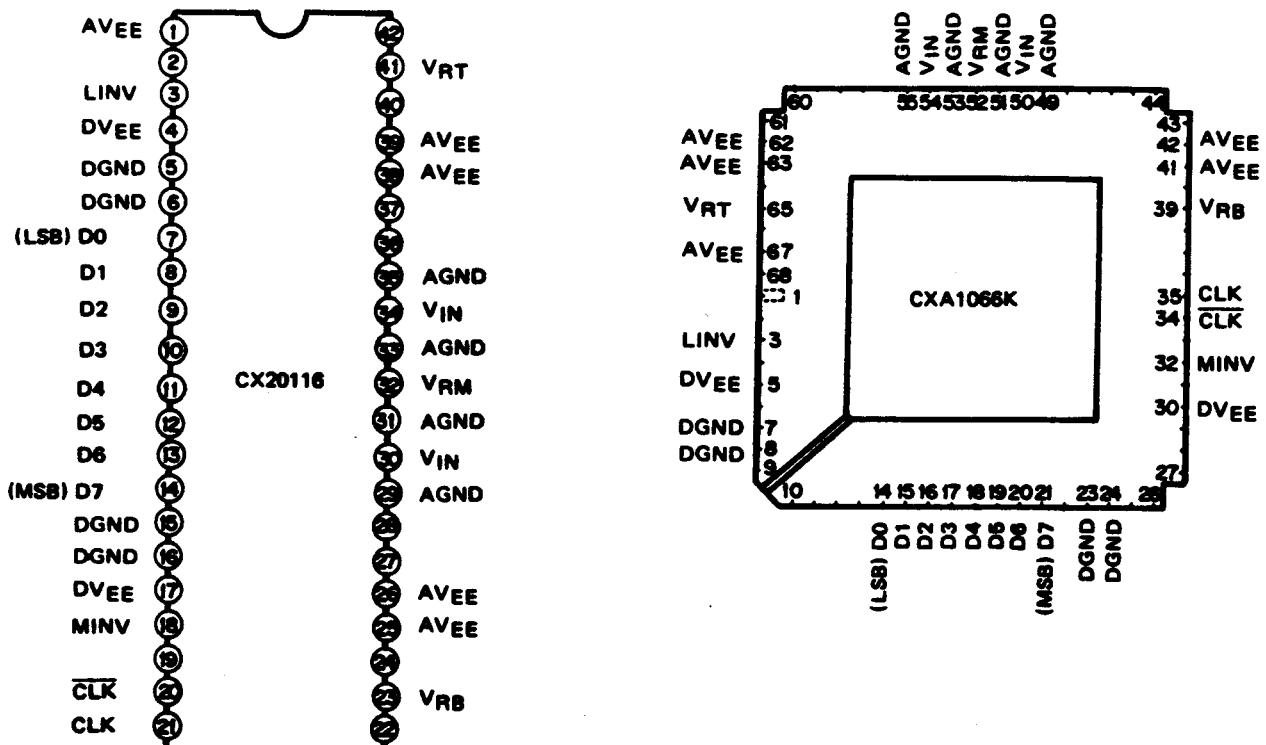 AVEE 1
2
LINV 3
DVEE 4
DGND 5
DGND 6
(LSB) D0 7
D1 8
D2 9
D3 10
D4 11
D5 12
D6 13
(MSB) D7 14
DGND 15
DGND 16
DVEE 17
MINV 18
19
CLK 20
CLK 21
CX20116
42
41 VRT
40
39 AVEE
38 AVEE
37
36
35 AGND
34 VIN
33 AGND
32 VRM
31 AGND
30 VIN
29 AGND
28
27
26 AVEE
25 AVEE
24
23 VRB
22
AGND VIN AGND VRM AGND VIN AGND
60 55 54 53 52 51 50 49 44
61
AVEE 62
AVEE 63
VRT 65
AVEE 67
68
1
LINV 3
DVEE 5
DGND 7
DGND 8
9
CXA1066K
43
42 AVEE
41 AVEE
39 VRB
35 CLK
34 CLK
32 MINV
30 DVEE
27
10 14 15 16 17 18 19 20 21 23 24 26
(LSB) D0 D1 D2 D3 D4 D5 D6 (MSB) D7 DGND DGND